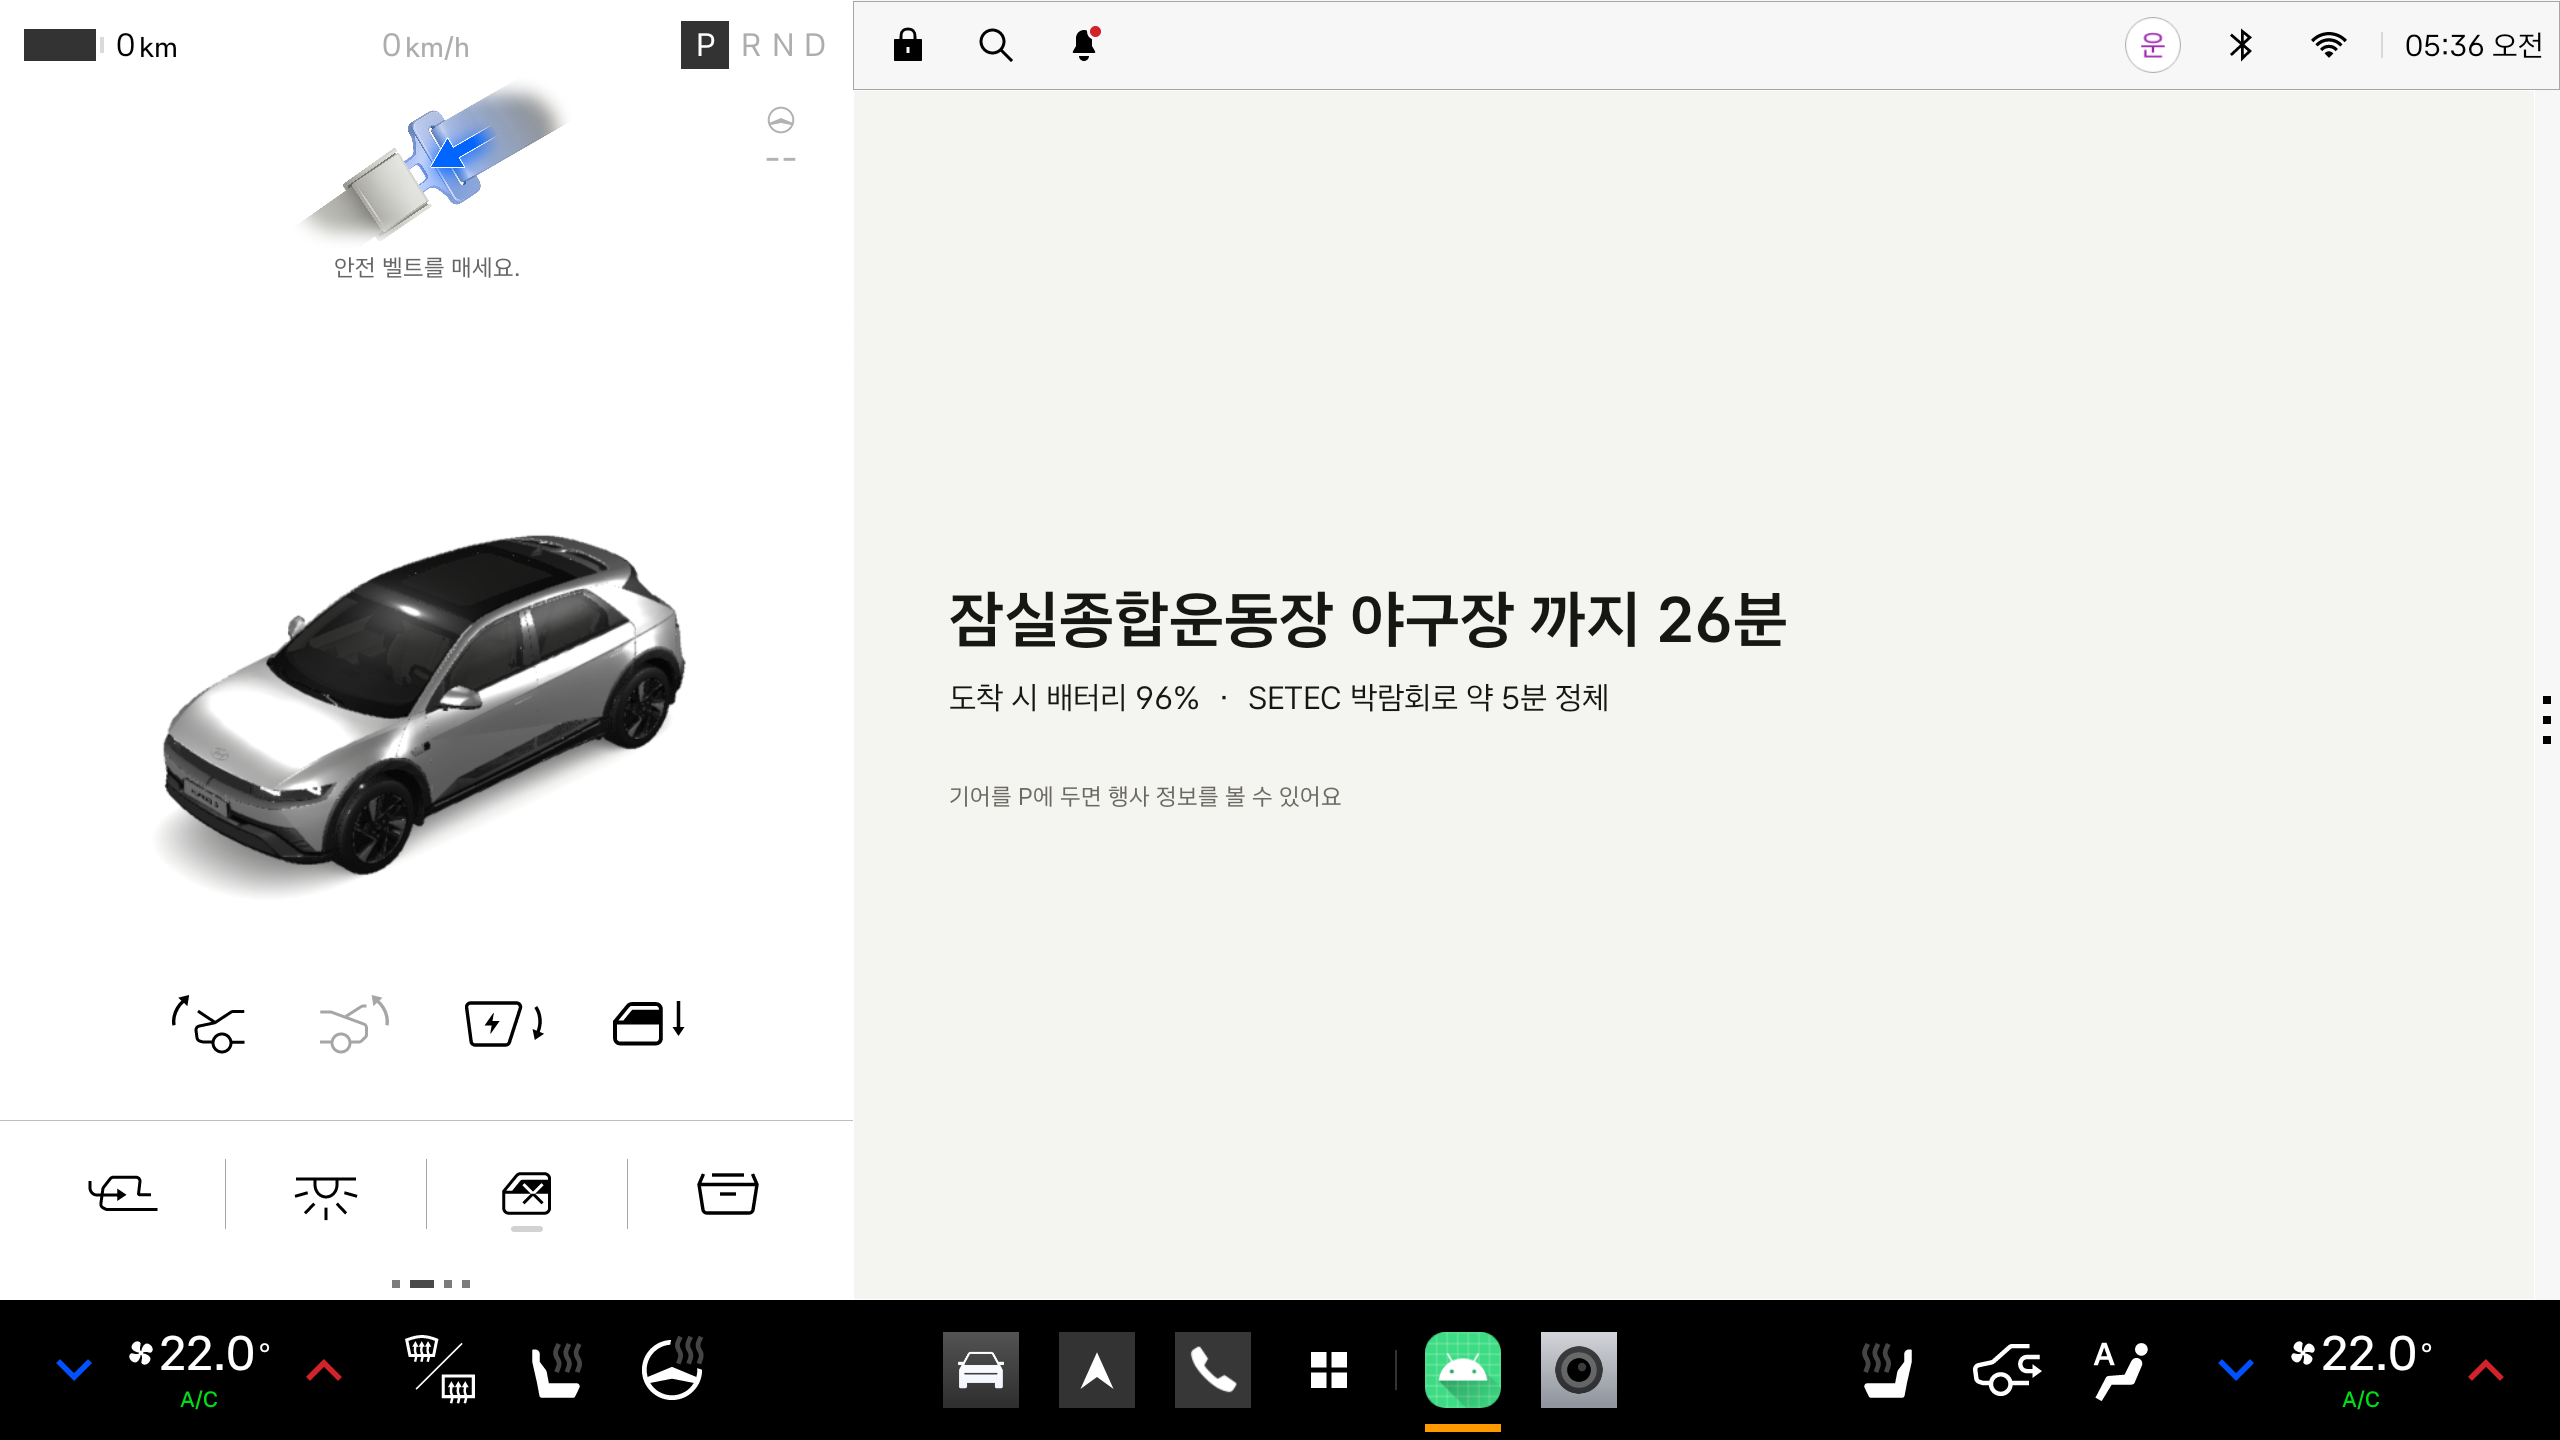 0 km
0 km/h
P R N D
운
05:36 오전
--
안전 벨트를 매세요.
잠실종합운동장 야구장 까지 26분
도착 시 배터리 96% · SETEC 박람회로 약 5분 정체
기어를 P에 두면 행사 정보를 볼 수 있어요
22.0°
A/C
A
22.0°
A/C